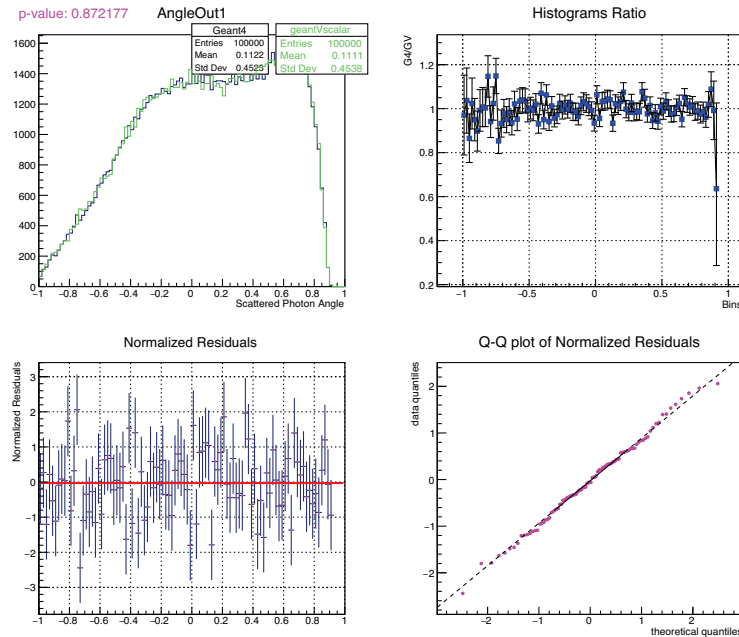 p-value: 0.872177
AngleOut1
Geant4
Entries 100000
Mean 0.1122
Std Dev 0.4525
geantVscalar
Entries 100000
Mean 0.1111
Std Dev 0.4538
1600
1400
1200
1000
800
600
400
200
0
−1 −0.8 −0.6 −0.4 −0.2 0 0.2 0.4 0.6 0.8 1
Scattered Photon Angle
Histograms Ratio
G4/GV
1.2
1
0.8
0.6
0.4
0.2
−1 −0.5 0 0.5 1
Bins
Normalized Residuals
Normalized Residuals
3
2
1
0
−1
−2
−3
−1 −0.8 −0.6 −0.4 −0.2 0 0.2 0.4 0.6 0.8 1
Q-Q plot of Normalized Residuals
data quantiles
2
1
0
−1
−2
−2 −1 0 1 2
theoretical quantiles